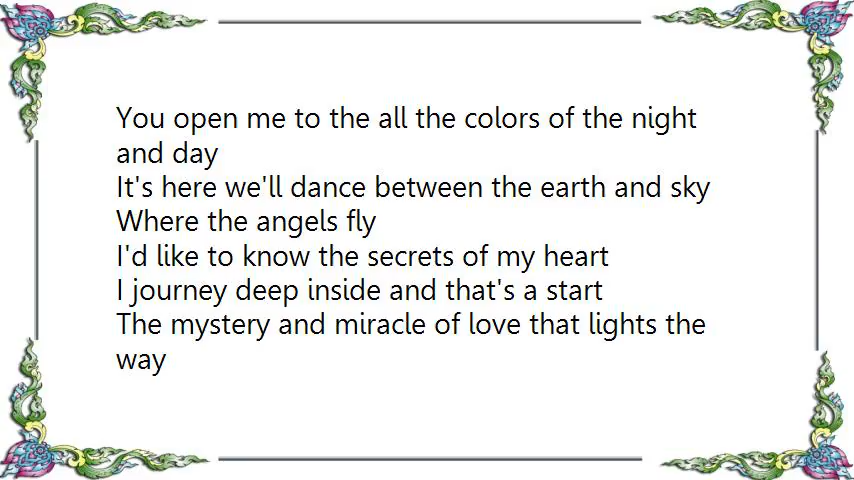 You open me to the all the colors of the night
and day
It's here we'll dance between the earth and sky
Where the angels fly
I'd like to know the secrets of my heart
I journey deep inside and that's a start
The mystery and miracle of love that lights the
way